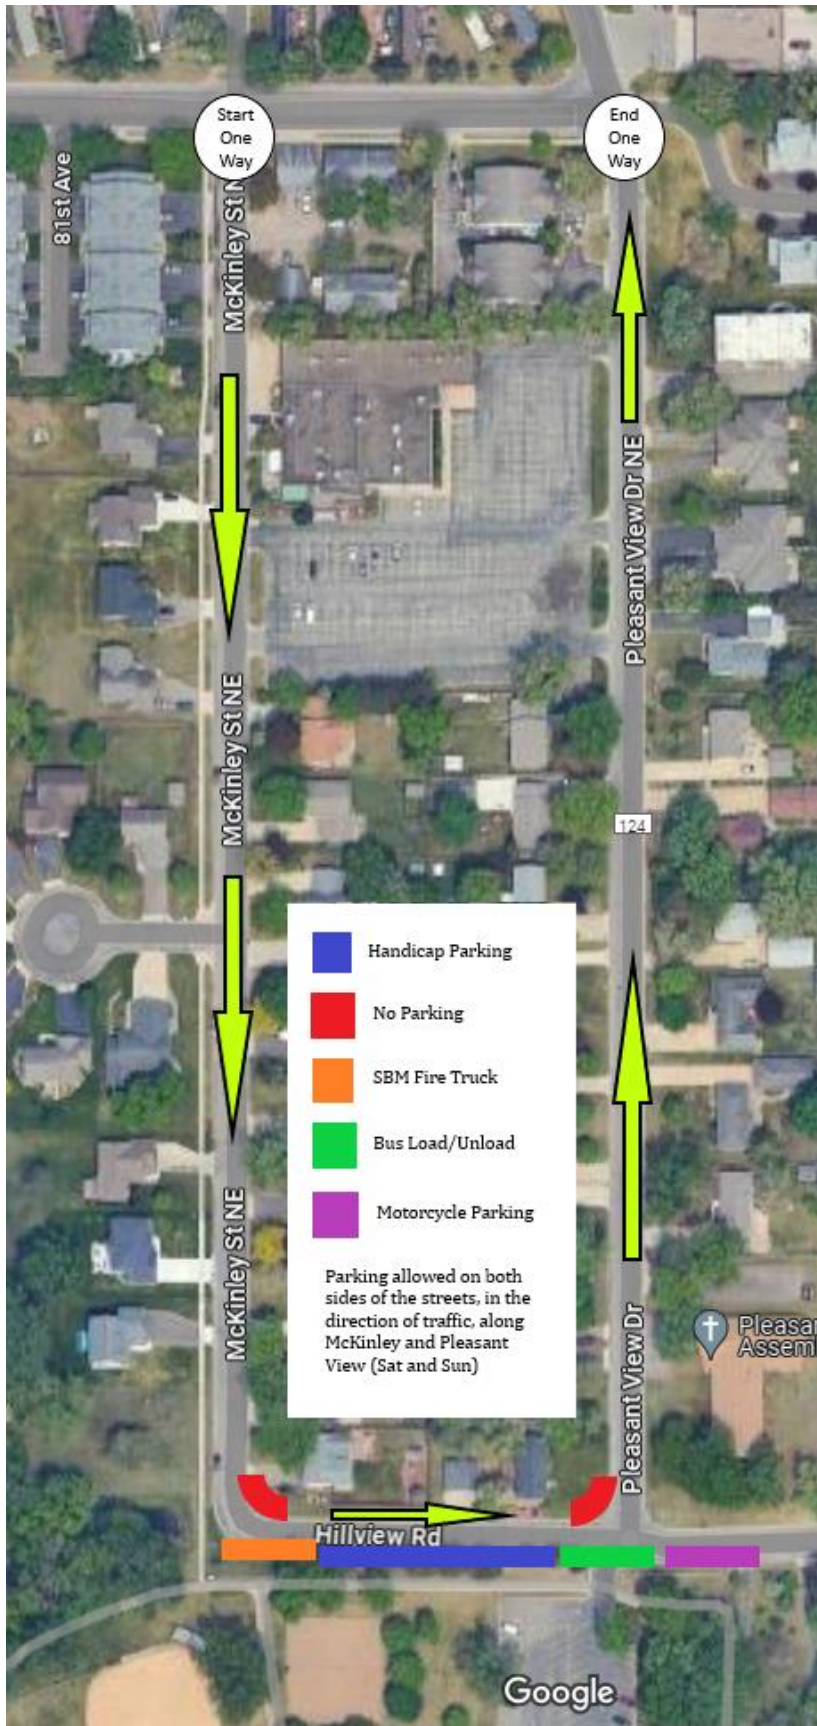 Start
One
Way
End
One
Way
81st Ave
McKinley St N
Pleasant View Dr NE
McKinley St NE
124
Handicap Parking
No Parking
SBM Fire Truck
Bus Load/Unload
Motorcycle Parking
Parking allowed on both
sides of the streets, in the
direction of traffic, along
McKinley and Pleasant
View (Sat and Sun)
McKinley St NE
Pleasant View Dr
Pleasa
Assem
Hillview Rd
Google